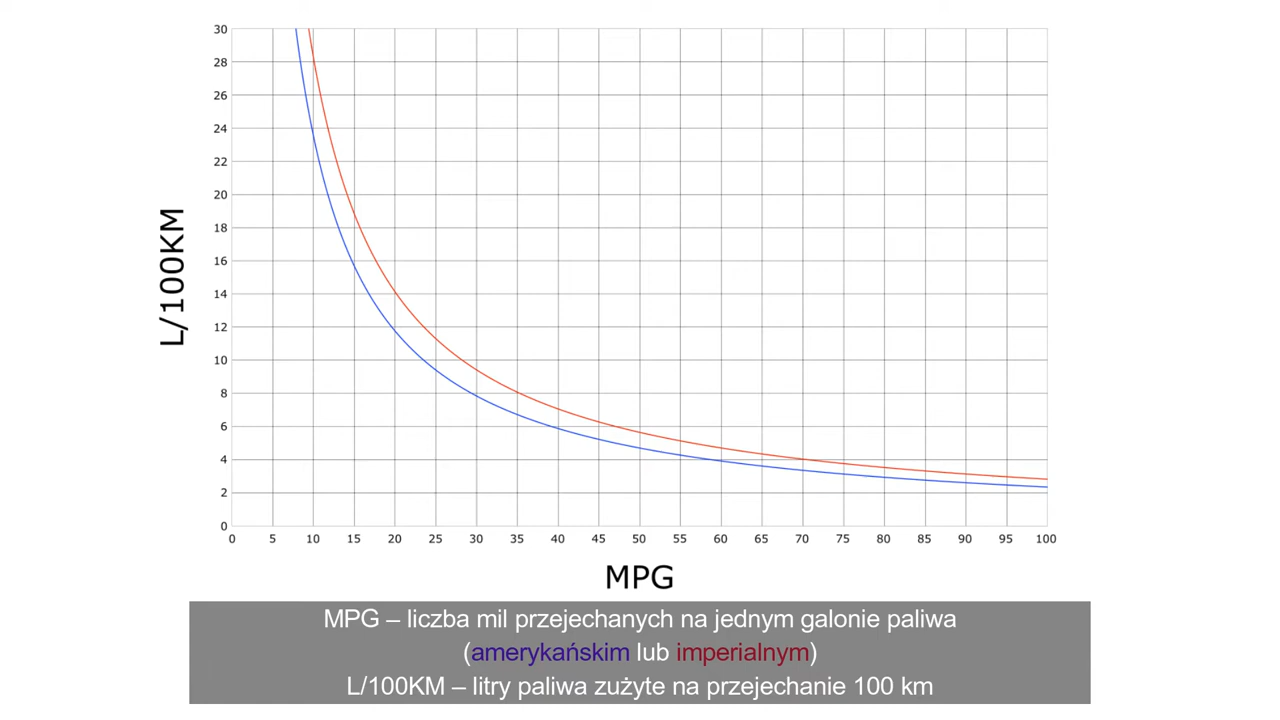 30
28
26
24
22
20
18
16
14
12
10
8
6
4
2
0
L/100KM
0 5 10 15 20 25 30 35 40 45 50 55 60 65 70 75 80 85 90 95 100
MPG
MPG – liczba mil przejechanych na jednym galonie paliwa
(amerykańskim lub imperialnym)
L/100KM – litry paliwa zużyte na przejechanie 100 km